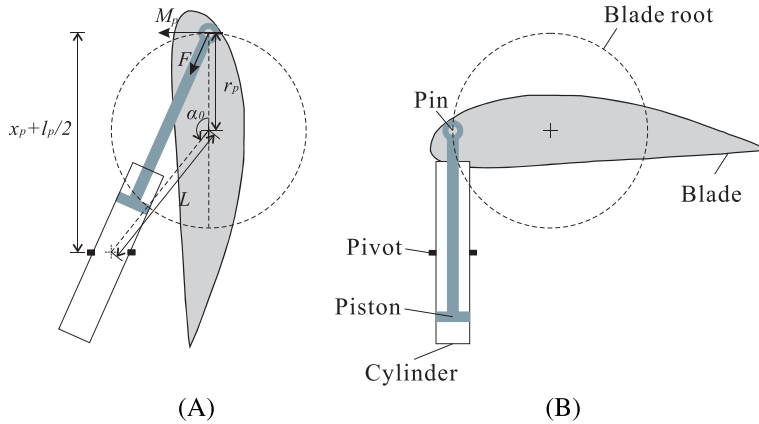 M_p
F
r_p
x_p+l_p/2
α_0
L
(A)
Blade root
Pin
Blade
Pivot
Piston
Cylinder
(B)